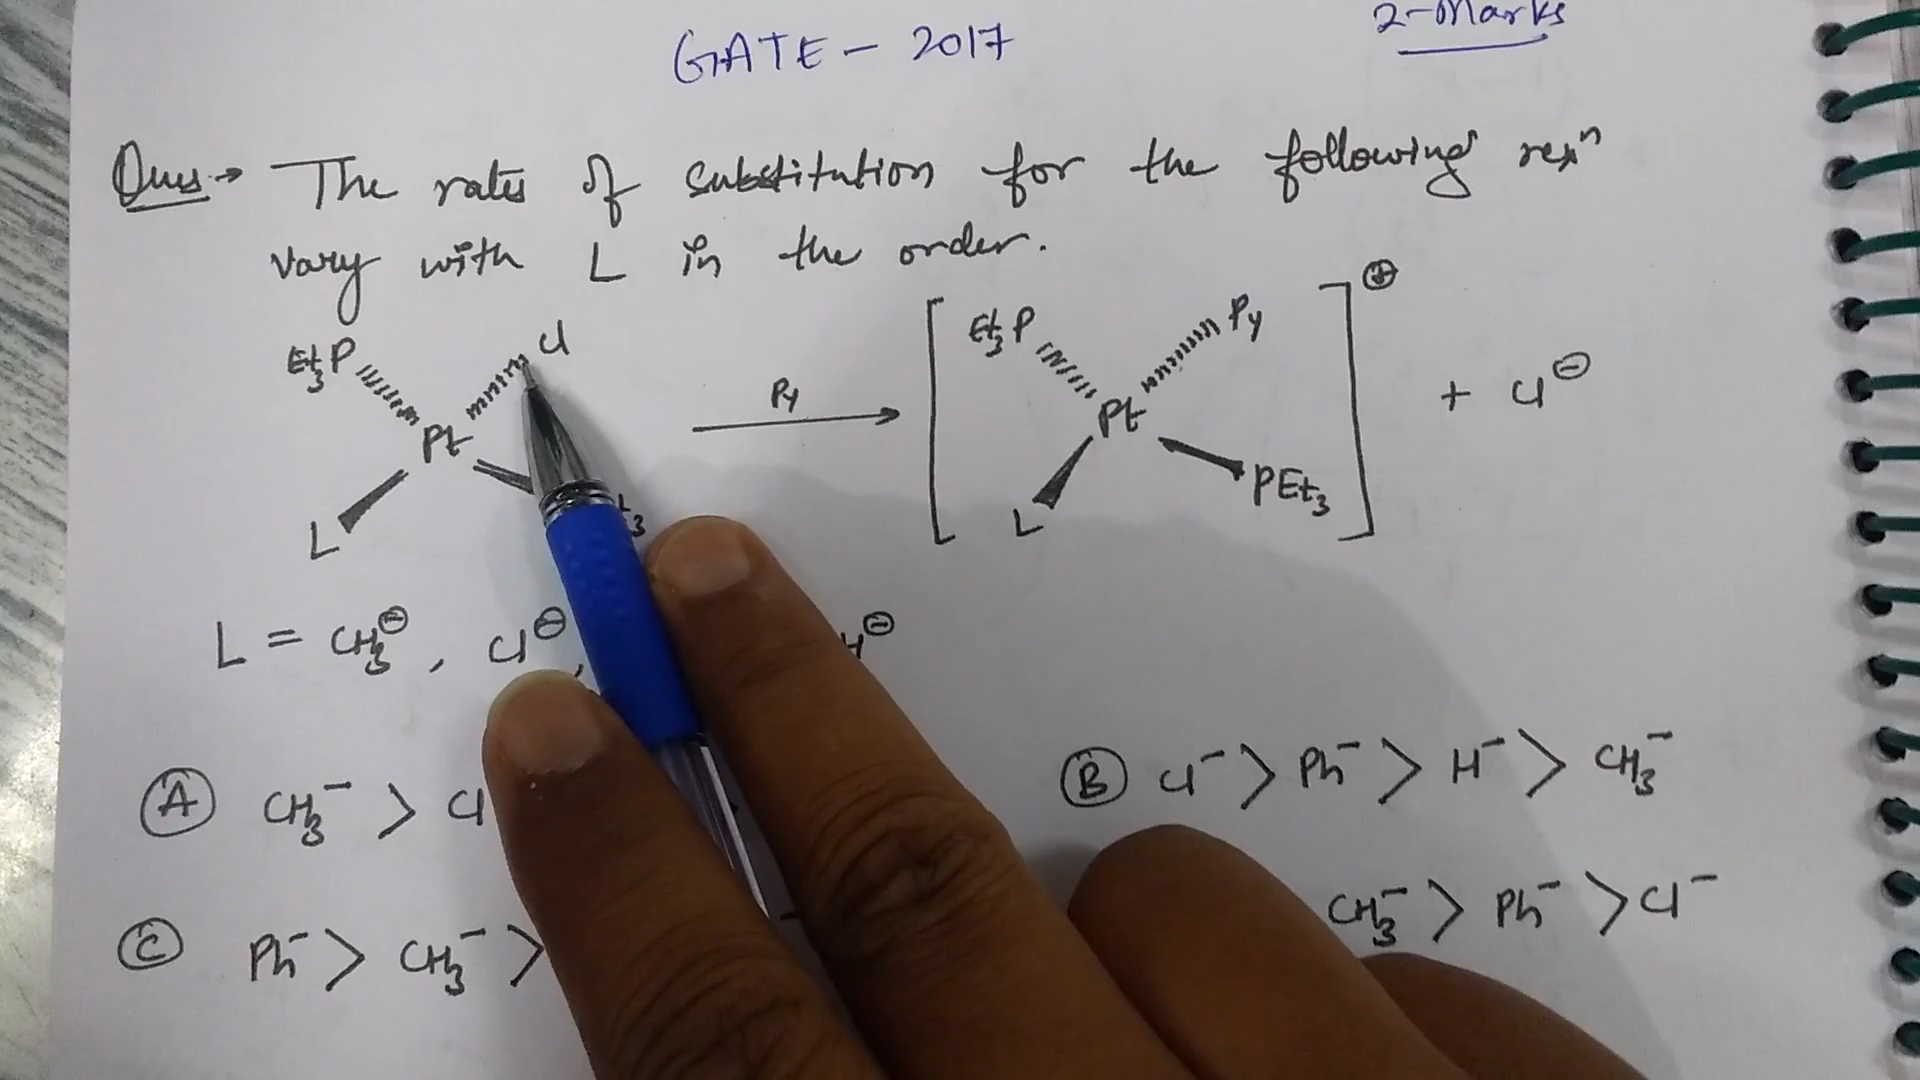 GATE - 2017
2-Marks
Ques → The rates of substitution for the following rexⁿ
vary with L in the order.
Et₃P Cl
Pt
L
Py
[ Et₃P Py
Pt
L PEt₃ ]⊕ + Cl⊖
L = CH₃⊖ , Cl⊖ , H⊖
(A) CH₃⁻ > Cl
(B) Cl⁻ > Ph⁻ > H⁻ > CH₃⁻
(C) Ph⁻ > CH₃⁻ >
CH₃⁻ > Ph⁻ > Cl⁻